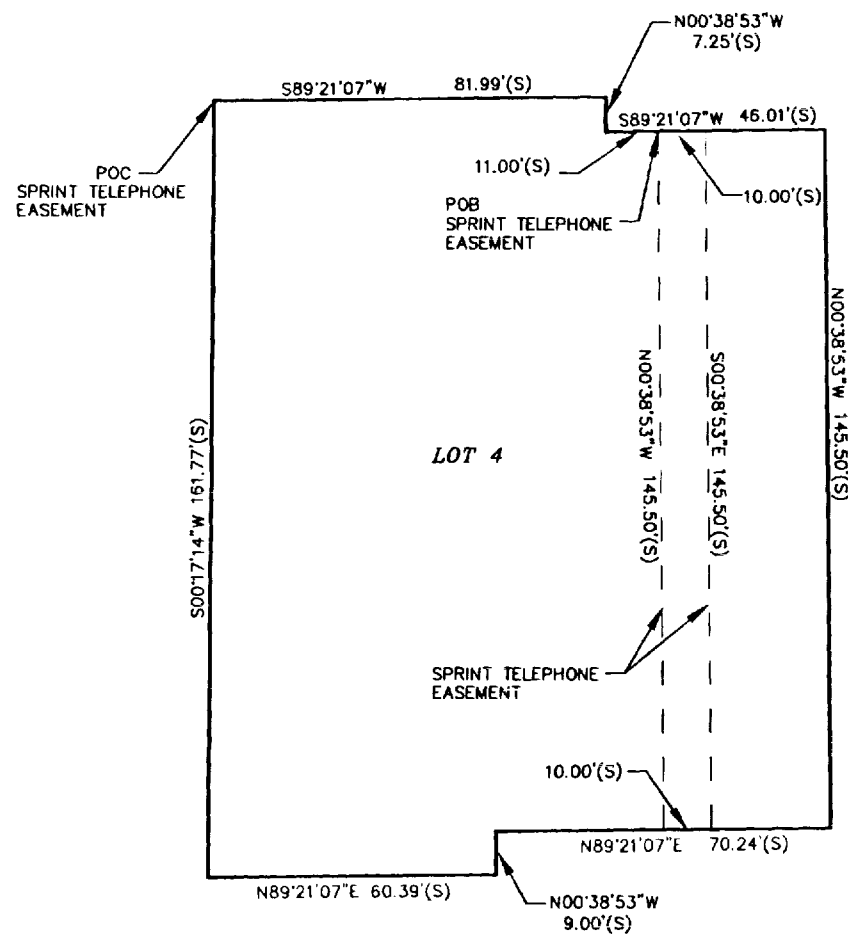 N00°38'53"W
7.25'(S)
S89°21'07"W 81.99'(S)
S89°21'07"W 46.01'(S)
POC
SPRINT TELEPHONE
EASEMENT
11.00'(S)
10.00'(S)
POB
SPRINT TELEPHONE
EASEMENT
S00°17'14"W 161.77'(S)
LOT 4
N00°38'53"W 145.50'(S)
S00°38'53"E 145.50'(S)
N00°38'53"W 145.50'(S)
SPRINT TELEPHONE
EASEMENT
10.00'(S)
N89°21'07"E 70.24'(S)
N89°21'07"E 60.39'(S)
N00°38'53"W
9.00'(S)